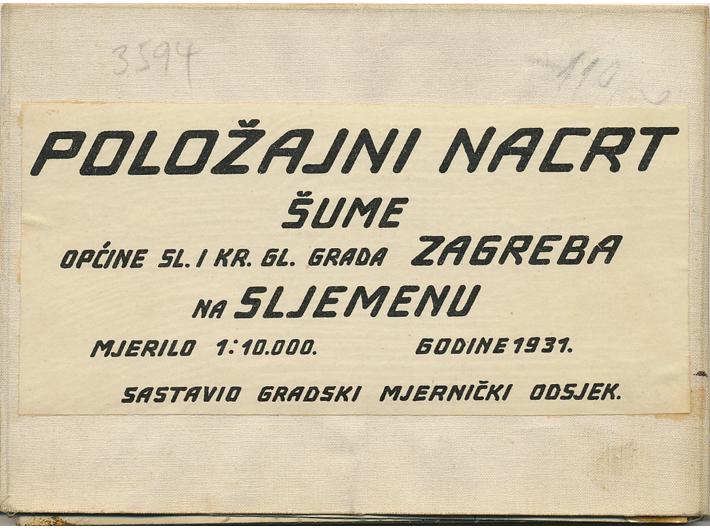 3594
110
POLOŽAJNI NACRT
ŠUME
OPĆINE SL. I KR. GL. GRADA ZAGREBA
NA SLJEMENU
MJERILO 1:10.000. GODINE 1931.
SASTAVIO GRADSKI MJERNIČKI ODSJEK.